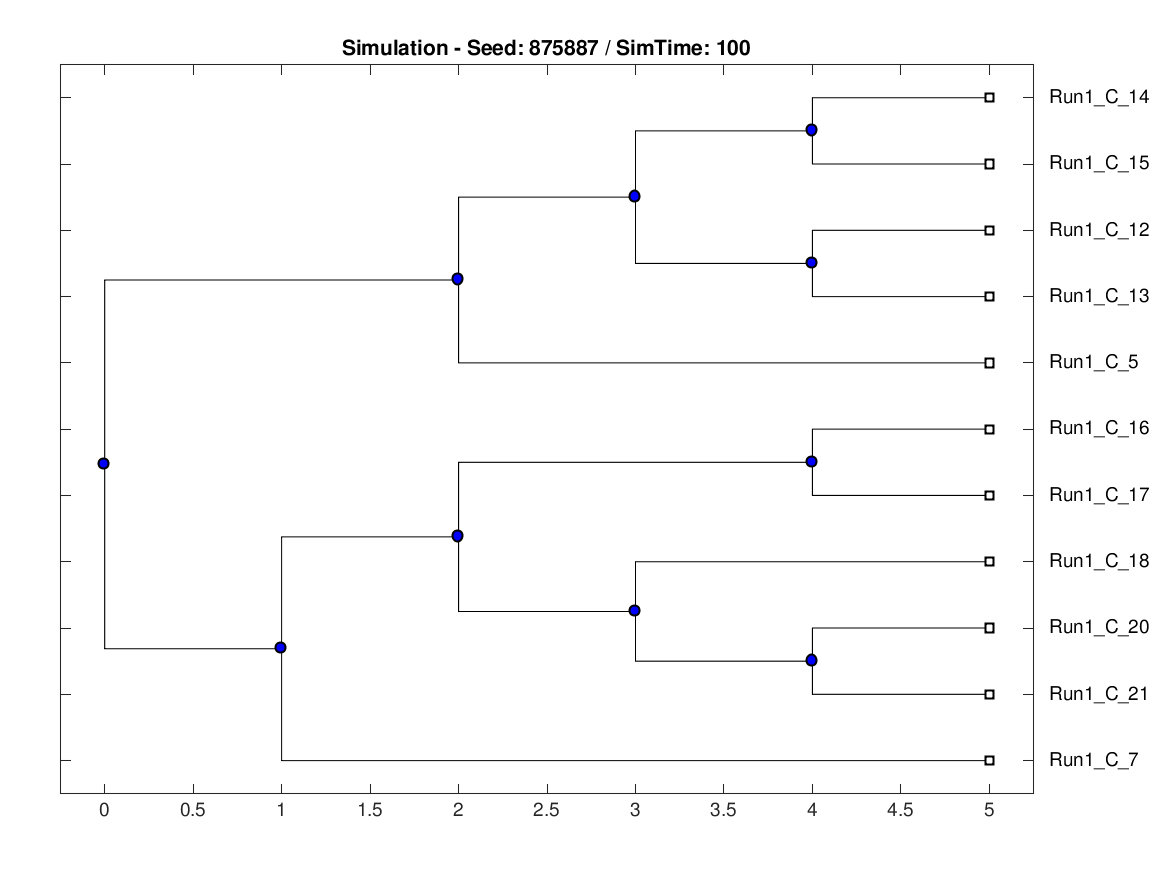 Simulation - Seed: 875887 / SimTime: 100
Run1_C_14
Run1_C_15
Run1_C_12
Run1_C_13
Run1_C_5
Run1_C_16
Run1_C_17
Run1_C_18
Run1_C_20
Run1_C_21
Run1_C_7
0 0.5 1 1.5 2 2.5 3 3.5 4 4.5 5